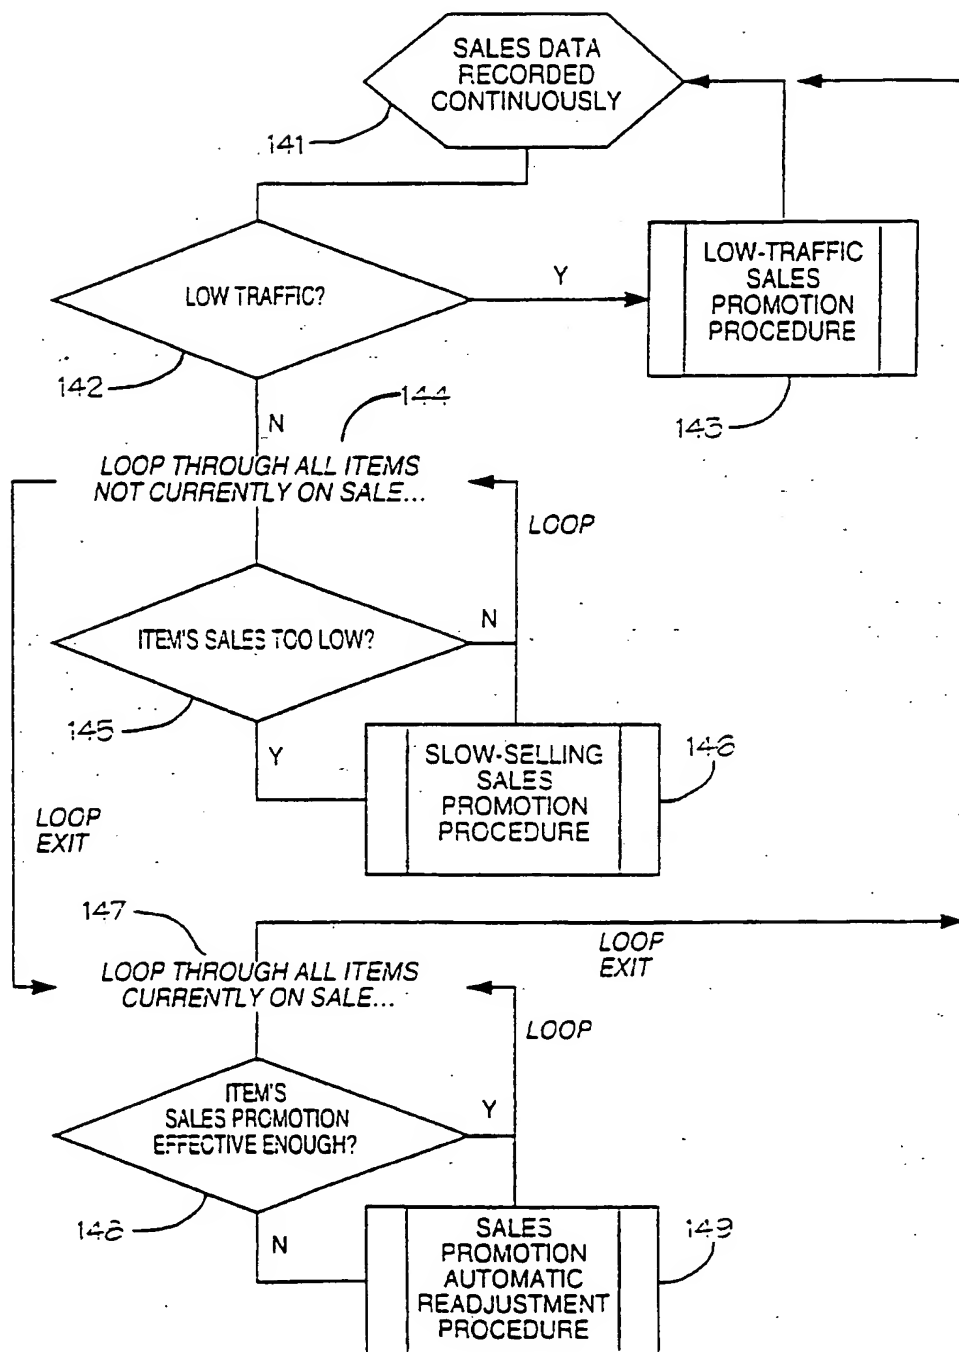 SALES DATA
RECORDED
CONTINUOUSLY
141
LOW TRAFFIC?
142
Y
LOW-TRAFFIC
SALES
PROMOTION
PROCEDURE
143
N
144
LOOP THROUGH ALL ITEMS
NOT CURRENTLY ON SALE...
LOOP
ITEM'S SALES TOO LOW?
N
145
Y
SLOW-SELLING
SALES
PROMOTION
PROCEDURE
146
LOOP
EXIT
147
LOOP THROUGH ALL ITEMS
CURRENTLY ON SALE...
LOOP
EXIT
LOOP
ITEM'S
SALES PROMOTION
EFFECTIVE ENOUGH?
Y
148
N
SALES
PROMOTION
AUTOMATIC
READJUSTMENT
PROCEDURE
149